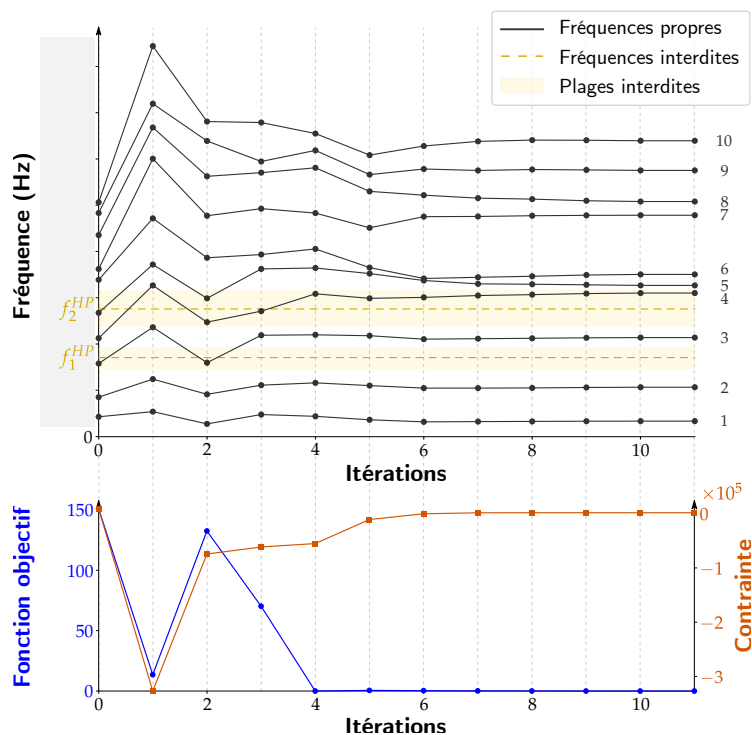 Fréquences propres
Fréquences interdites
Plages interdites
Fréquence (Hz)
f_2^{HP}
f_1^{HP}
0
10
9
8
7
6
5
4
3
2
1
0 2 4 6 8 10
Itérations
Fonction objectif
150
100
50
0
×10^5
0
−1
−2
−3
Contrainte
0 2 4 6 8 10
Itérations